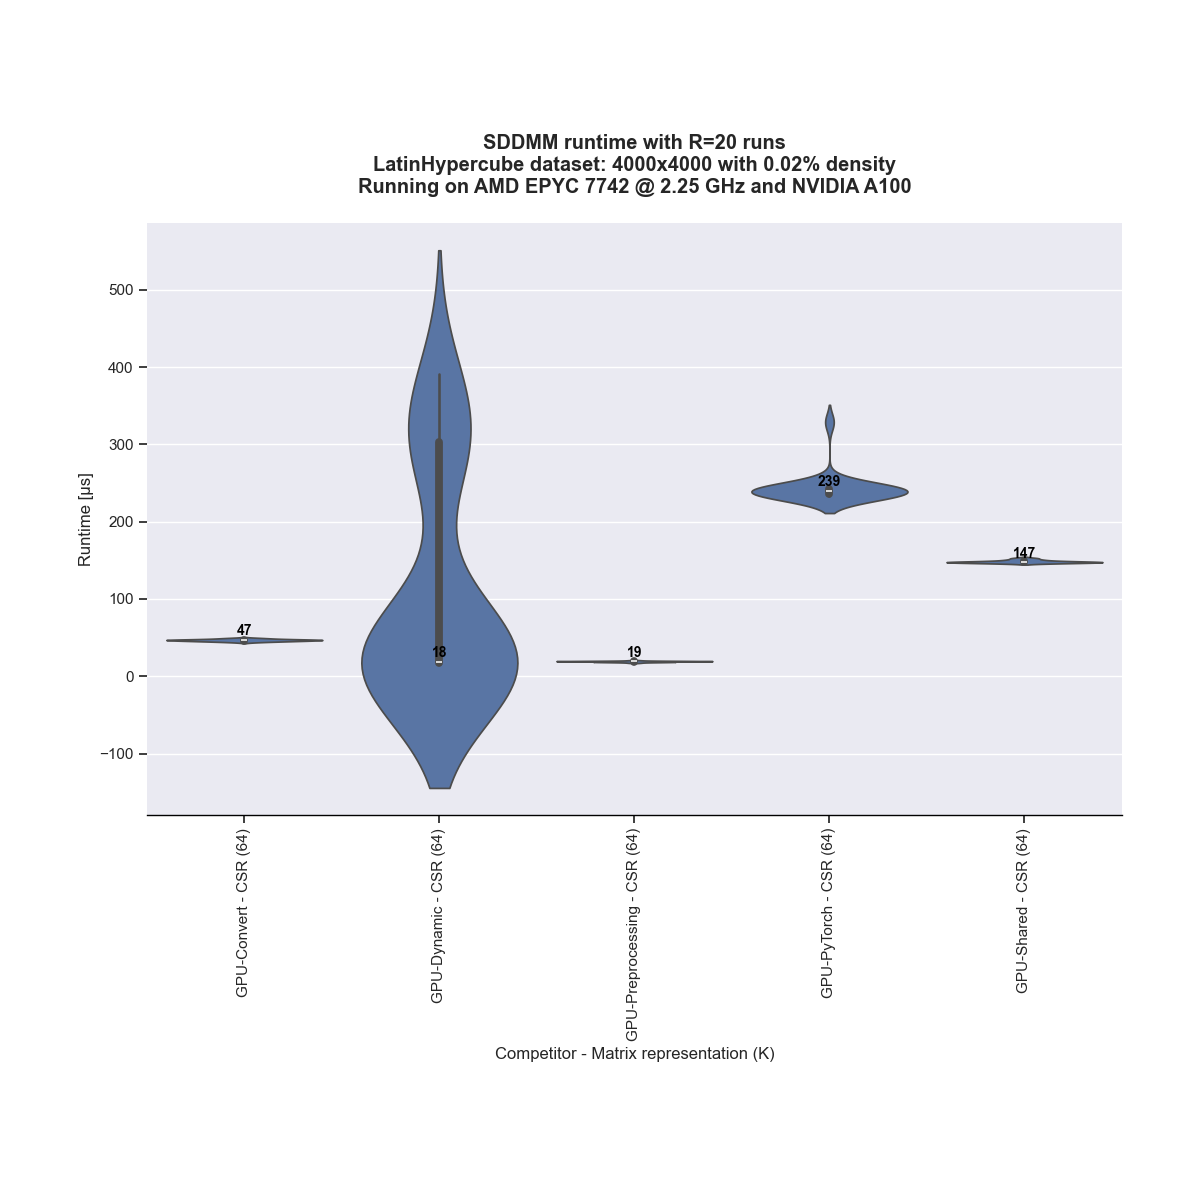 SDDMM runtime with R=20 runs
LatinHypercube dataset: 4000x4000 with 0.02% density
Running on AMD EPYC 7742 @ 2.25 GHz and NVIDIA A100
Runtime [µs]
500
400
300
200
100
0
−100
47
18
19
239
147
GPU-Convert - CSR (64)
GPU-Dynamic - CSR (64)
GPU-Preprocessing - CSR (64)
GPU-PyTorch - CSR (64)
GPU-Shared - CSR (64)
Competitor - Matrix representation (K)